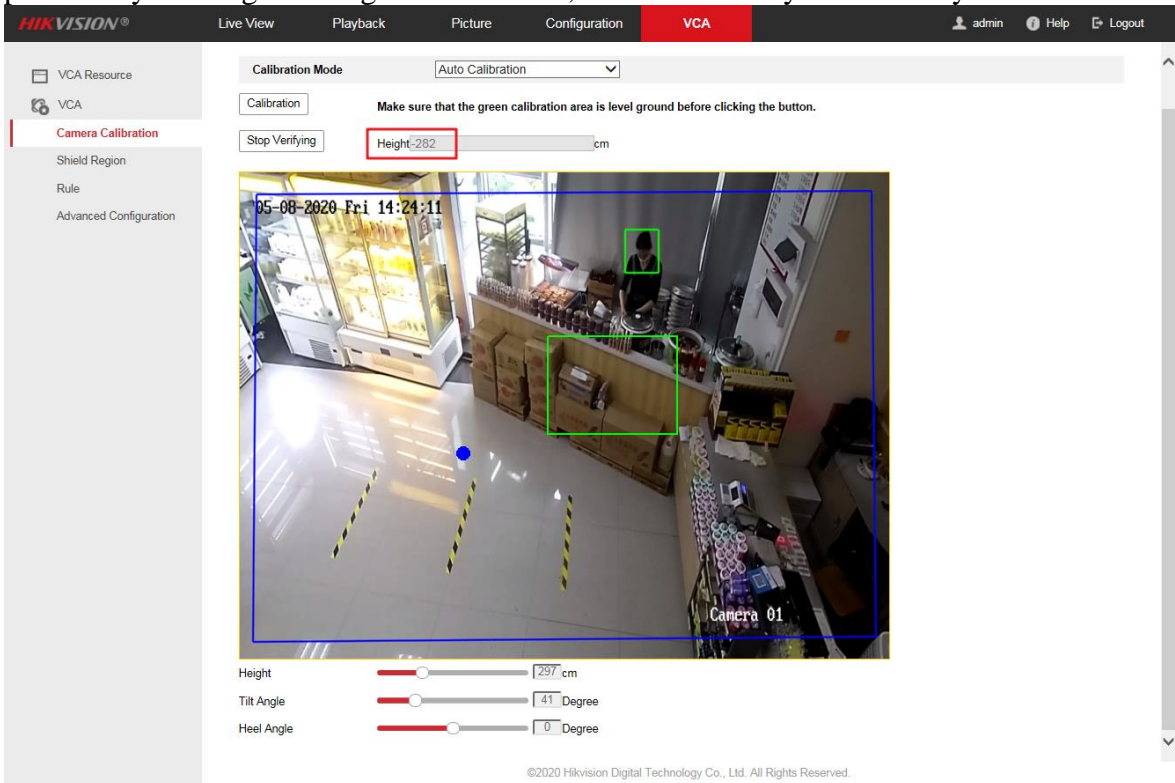 HIKVISION®
Live View Playback Picture Configuration VCA admin Help Logout
VCA Resource
VCA
Camera Calibration
Shield Region
Rule
Advanced Configuration
Calibration Mode Auto Calibration
Calibration Make sure that the green calibration area is level ground before clicking the button.
Stop Verifying Height -282 cm
05-08-2020 Fri 14:24:11
Camera 01
Height 297 cm
Tilt Angle 41 Degree
Heel Angle 0 Degree
©2020 Hikvision Digital Technology Co., Ltd. All Rights Reserved.